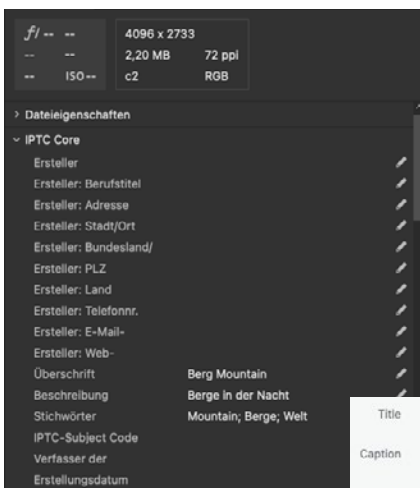 f/-- --
4096 x 2733
-- --
2,20 MB 72 ppi
-- ISO--
c2 RGB
Dateieigenschaften
IPTC Core
Ersteller
Ersteller: Berufstitel
Ersteller: Adresse
Ersteller: Stadt/Ort
Ersteller: Bundesland/
Ersteller: PLZ
Ersteller: Land
Ersteller: Telefonnr.
Ersteller: E-Mail-
Ersteller: Web-
Überschrift Berg Mountain
Beschreibung Berge in der Nacht
Stichwörter Mountain; Berge; Welt
Title
IPTC-Subject Code
Caption
Verfasser der
Erstellungsdatum